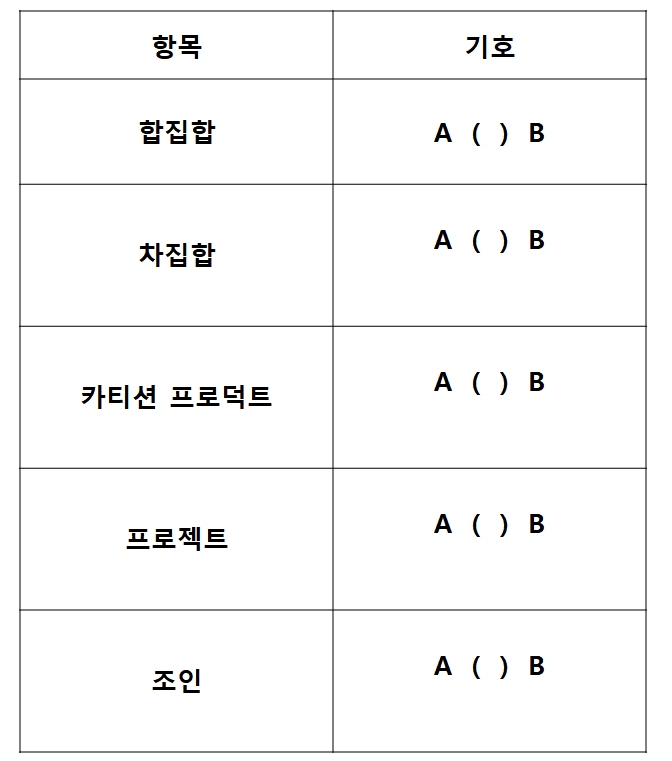 항목 기호
합집합 A ( ) B
차집합 A ( ) B
카티션 프로덕트 A ( ) B
프로젝트 A ( ) B
조인 A ( ) B